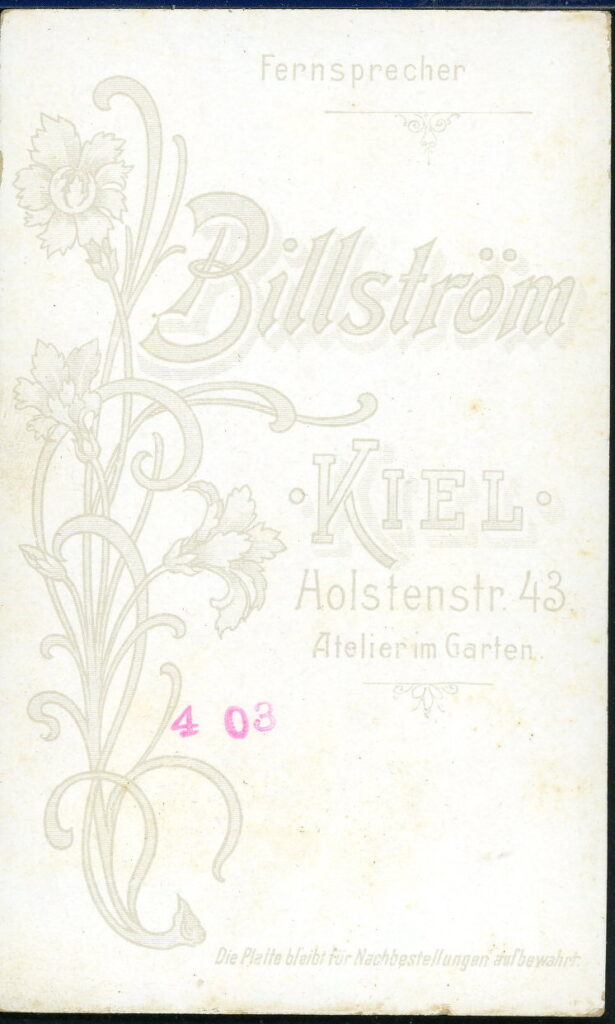 Fernsprecher
Billström
·KIEL·
Holstenstr. 43.
Atelier im Garten.
4 03
Die Platte bleibt für Nachbestellungen aufbewahrt.